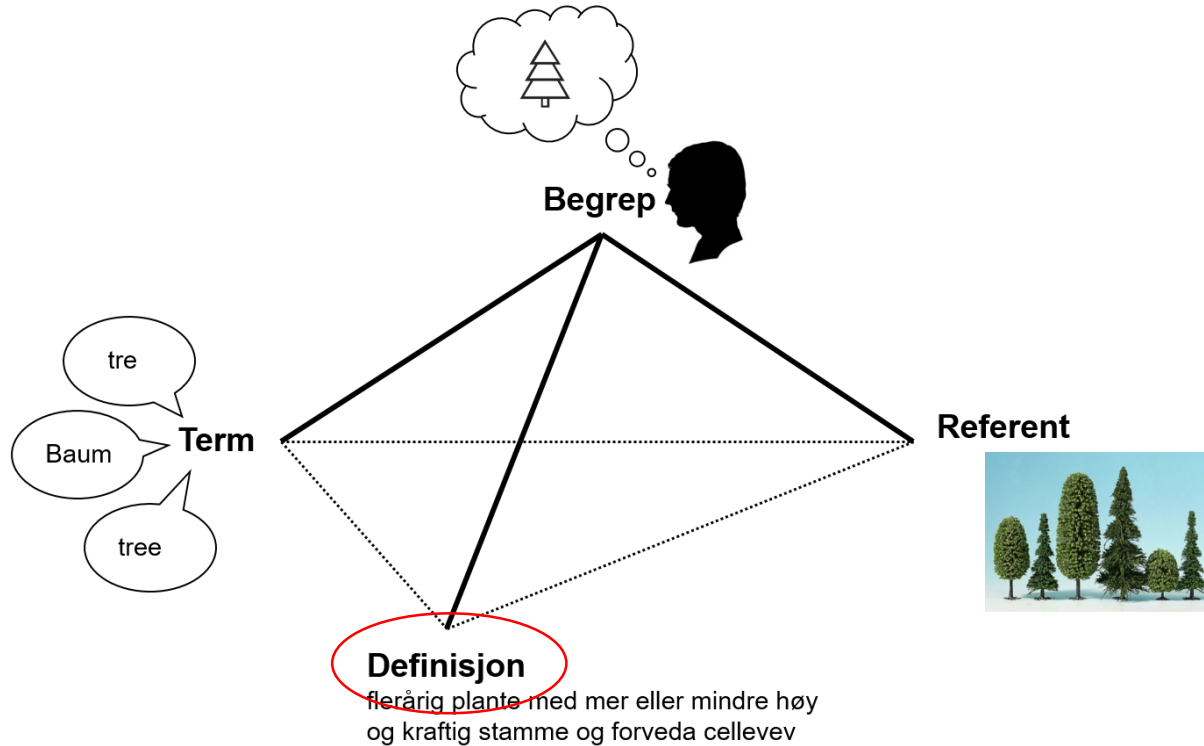 Begrep
tre
Term
Baum
tree
Referent
Definisjon
flerårig plante med mer eller mindre høy
og kraftig stamme og forveda cellevev